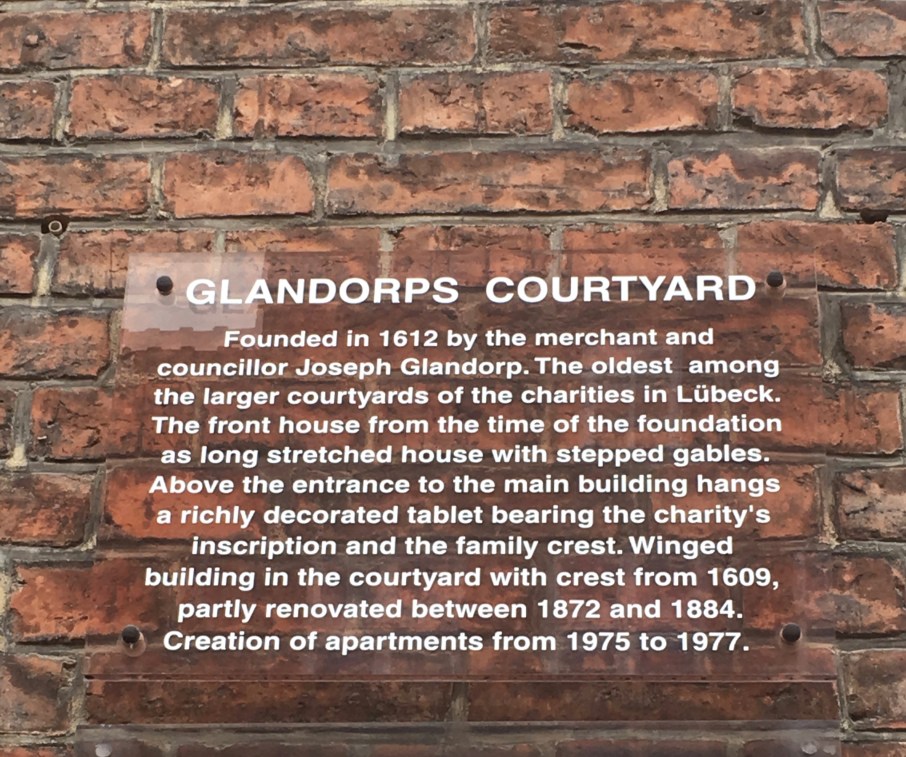 GLANDORPS COURTYARD
Founded in 1612 by the merchant and
councillor Joseph Glandorp. The oldest among
the larger courtyards of the charities in Lübeck.
The front house from the time of the foundation
as long stretched house with stepped gables.
Above the entrance to the main building hangs
a richly decorated tablet bearing the charity's
inscription and the family crest. Winged
building in the courtyard with crest from 1609,
partly renovated between 1872 and 1884.
Creation of apartments from 1975 to 1977.